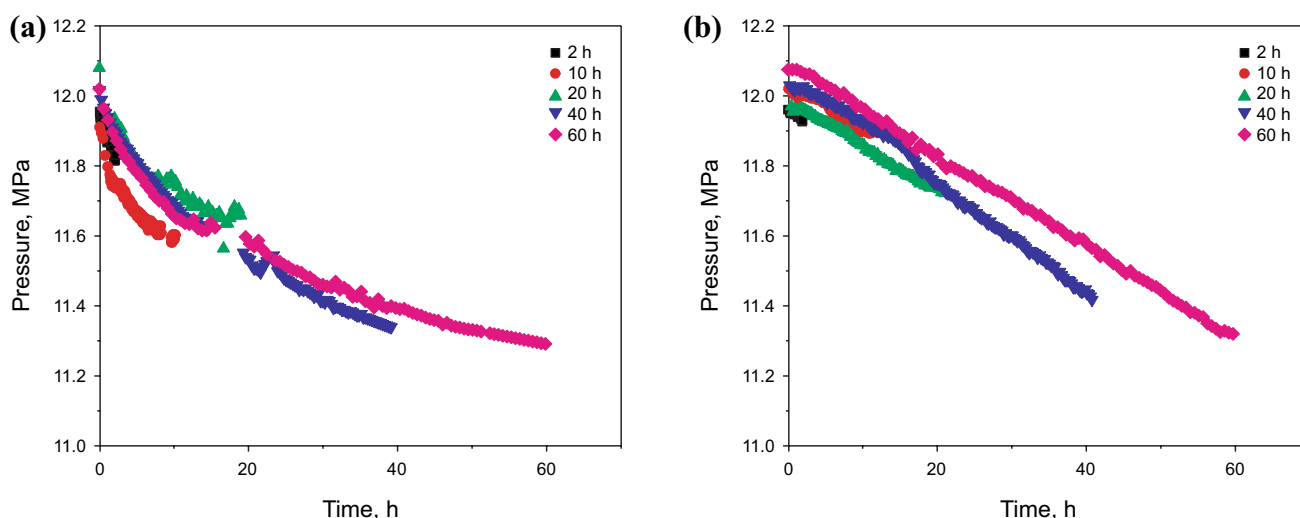 (a)
12.2
12.0
11.8
11.6
11.4
11.2
11.0
Pressure, MPa
0
20
40
60
Time, h
2 h
10 h
20 h
40 h
60 h
(b)
12.2
12.0
11.8
11.6
11.4
11.2
11.0
Pressure, MPa
0
20
40
60
Time, h
2 h
10 h
20 h
40 h
60 h